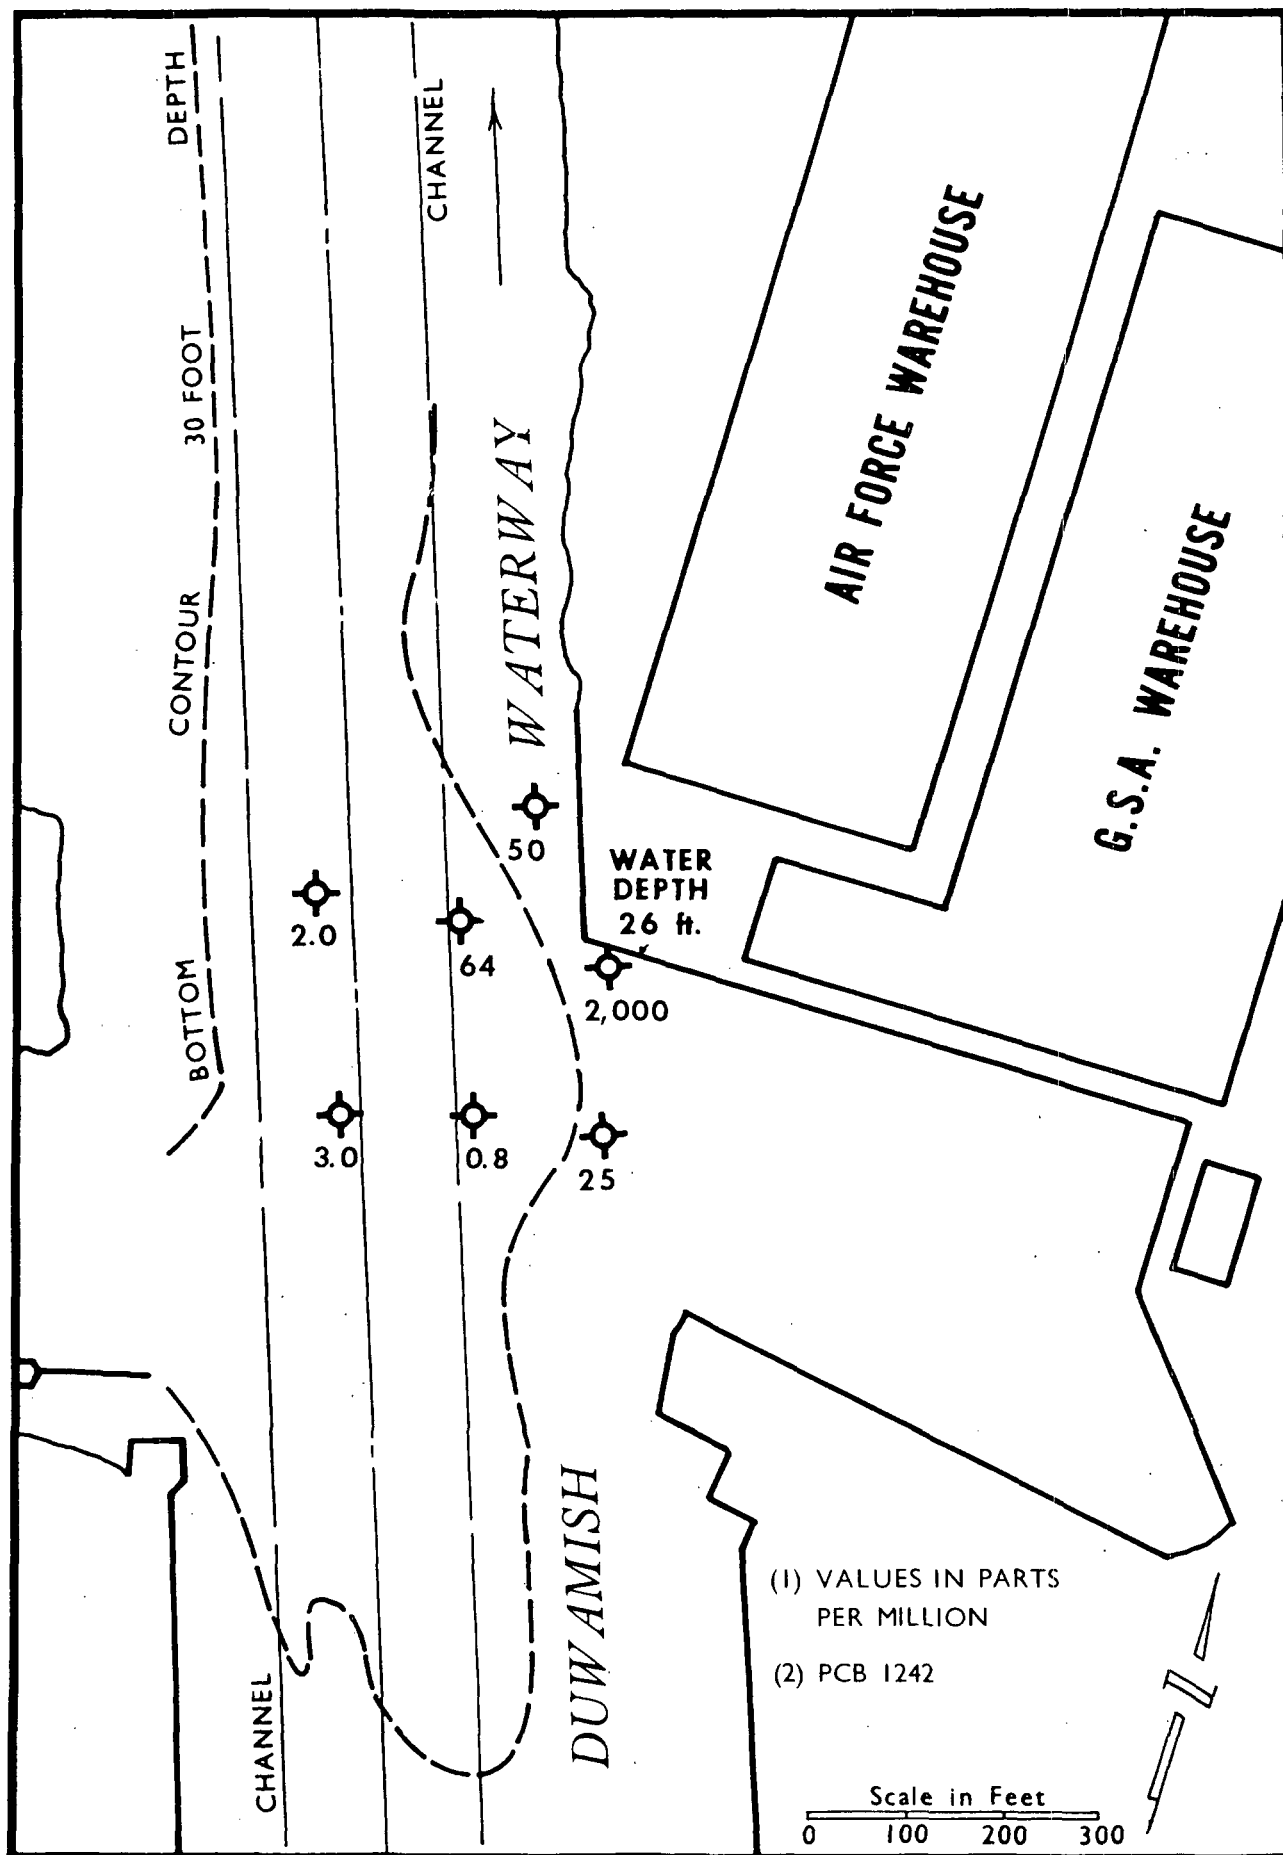 DEPTH
30 FOOT
CONTOUR
BOTTOM
CHANNEL
WATERWAY
DUWAMISH
AIR FORCE WAREHOUSE
G.S.A. WAREHOUSE
50
WATER
DEPTH
26 ft.
2.0
64
2,000
3.0
0.8
25
CHANNEL
(1) VALUES IN PARTS
PER MILLION
(2) PCB 1242
N
Scale in Feet
0 100 200 300